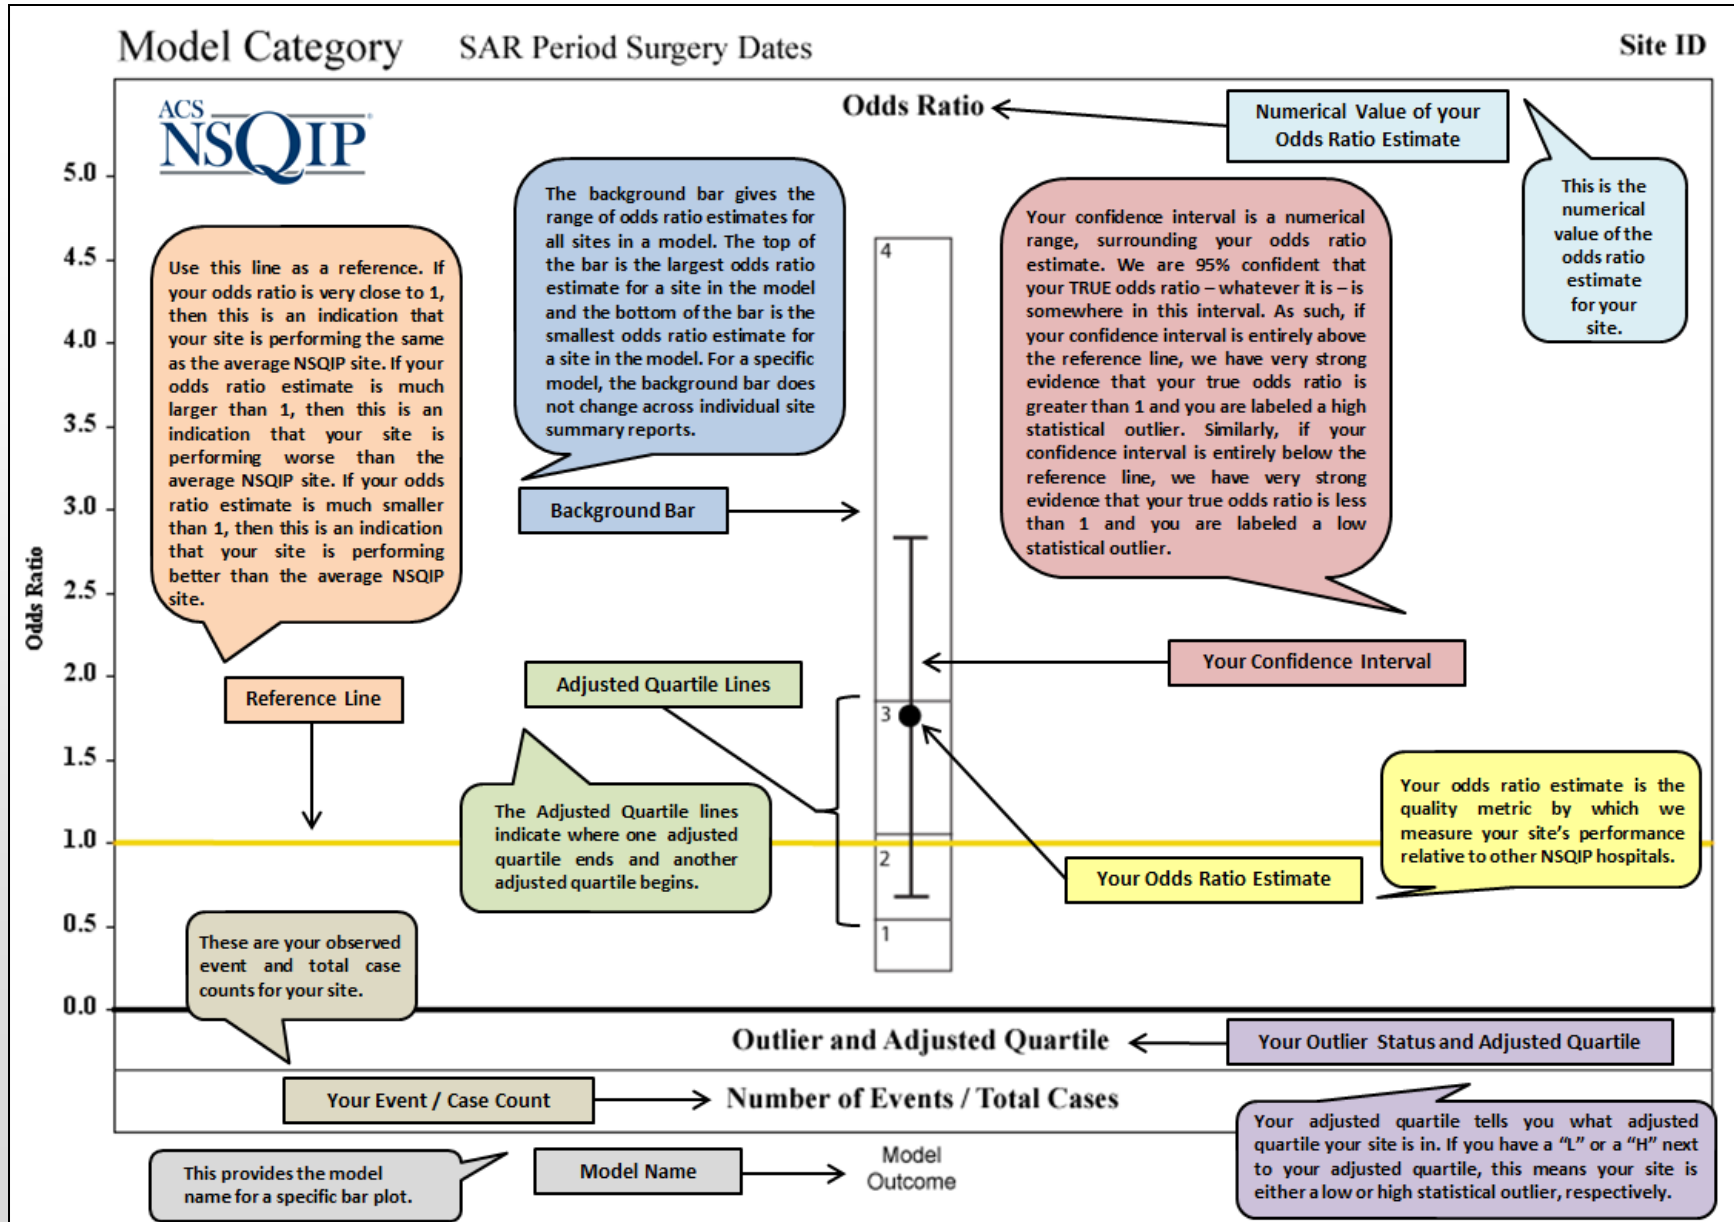 Model Category SAR Period Surgery Dates Site ID
ACS
NSQIP
Odds Ratio
Numerical Value of your
Odds Ratio Estimate
This is the
numerical
value of the
odds ratio
estimate
for your
site.
The background bar gives the
range of odds ratio estimates for
all sites in a model. The top of
the bar is the largest odds ratio
estimate for a site in the model
and the bottom of the bar is the
smallest odds ratio estimate for
a site in the model. For a specific
model, the background bar does
not change across individual site
summary reports.
Background Bar
Your confidence interval is a numerical
range, surrounding your odds ratio
estimate. We are 95% confident that
your TRUE odds ratio – whatever it is – is
somewhere in this interval. As such, if
your confidence interval is entirely above
the reference line, we have very strong
evidence that your true odds ratio is
greater than 1 and you are labeled a high
statistical outlier. Similarly, if your
confidence interval is entirely below the
reference line, we have very strong
evidence that your true odds ratio is less
than 1 and you are labeled a low
statistical outlier.
Your Confidence Interval
Use this line as a reference. If
your odds ratio is very close to 1,
then this is an indication that
your site is performing the same
as the average NSQIP site. If your
odds ratio estimate is much
larger than 1, then this is an
indication that your site is
performing worse than the
average NSQIP site. If your odds
ratio estimate is much smaller
than 1, then this is an indication
that your site is performing
better than the average NSQIP
site.
Reference Line
Odds Ratio
5.0
4.5
4.0
3.5
3.0
2.5
2.0
1.5
1.0
0.5
0.0
4
3
2
1
Adjusted Quartile Lines
The Adjusted Quartile lines
indicate where one adjusted
quartile ends and another
adjusted quartile begins.
Your odds ratio estimate is the
quality metric by which we
measure your site’s performance
relative to other NSQIP hospitals.
Your Odds Ratio Estimate
These are your observed
event and total case
counts for your site.
Outlier and Adjusted Quartile
Your Outlier Status and Adjusted Quartile
Your Event / Case Count
Number of Events / Total Cases
Your adjusted quartile tells you what adjusted
quartile your site is in. If you have a “L” or a “H” next
to your adjusted quartile, this means your site is
either a low or high statistical outlier, respectively.
This provides the model
name for a specific bar plot.
Model Name
Model
Outcome